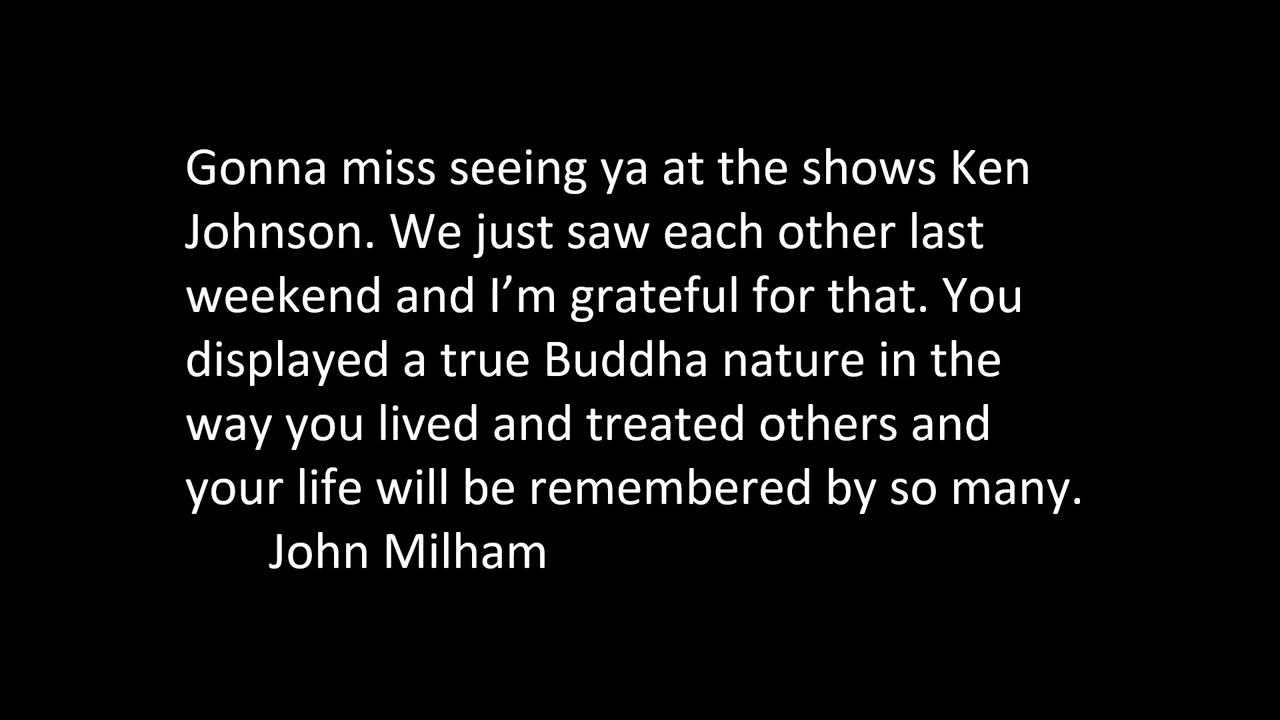 Gonna miss seeing ya at the shows Ken
Johnson. We just saw each other last
weekend and I’m grateful for that. You
displayed a true Buddha nature in the
way you lived and treated others and
your life will be remembered by so many.
John Milham